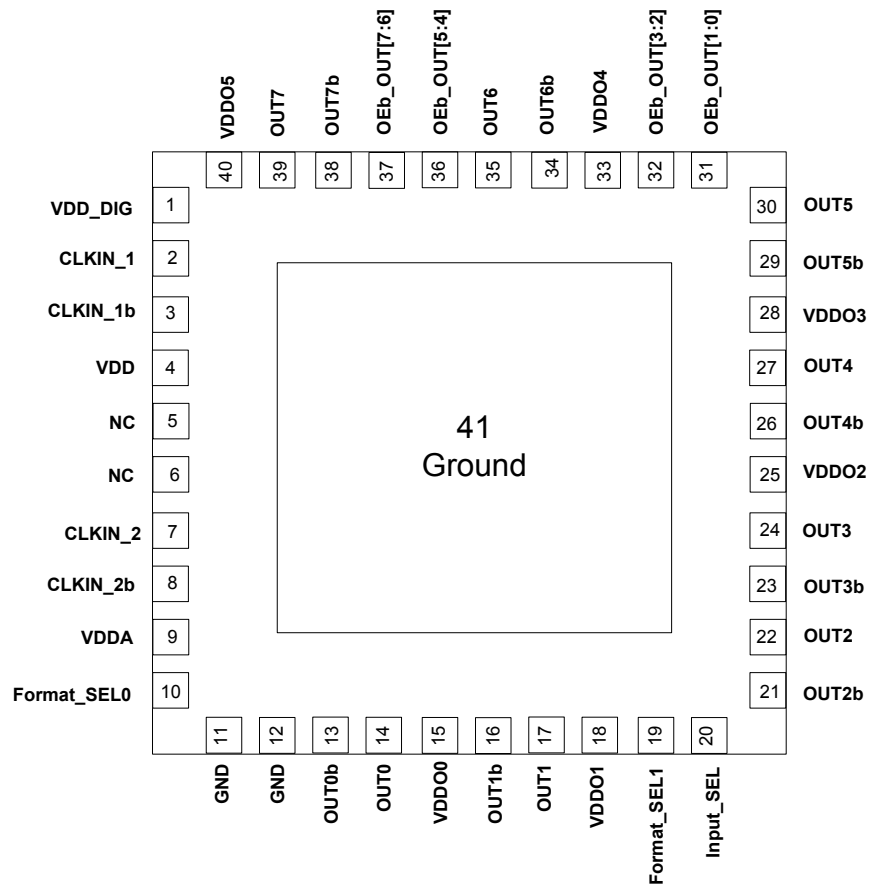 VDDO5
OUT7
OUT7b
OEb_OUT[7:6]
OEb_OUT[5:4]
OUT6
OUT6b
VDDO4
OEb_OUT[3:2]
OEb_OUT[1:0]
40
39
38
37
36
35
34
33
32
31
VDD_DIG 1
CLKIN_1 2
CLKIN_1b 3
VDD 4
NC 5
NC 6
CLKIN_2 7
CLKIN_2b 8
VDDA 9
Format_SEL0 10
41
Ground
30 OUT5
29 OUT5b
28 VDDO3
27 OUT4
26 OUT4b
25 VDDO2
24 OUT3
23 OUT3b
22 OUT2
21 OUT2b
11
12
13
14
15
16
17
18
19
20
GND
GND
OUT0b
OUT0
VDDO0
OUT1b
OUT1
VDDO1
Format_SEL1
Input_SEL